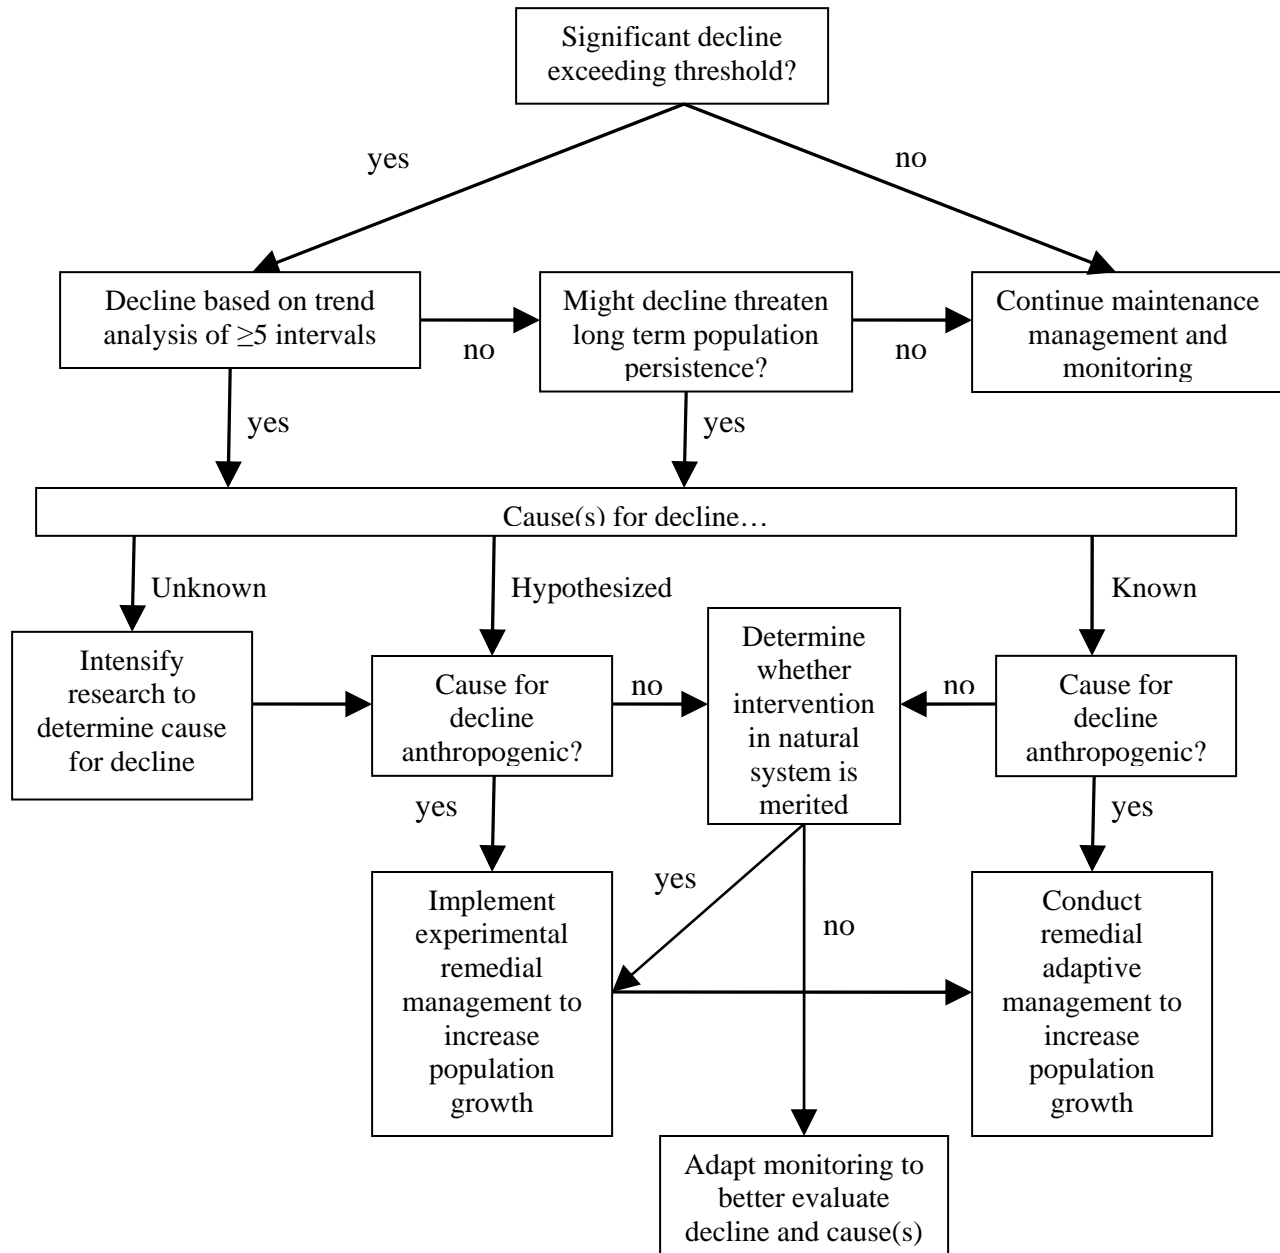 Significant decline
exceeding threshold?
yes
no
Decline based on trend
analysis of ≥5 intervals
no
Might decline threaten
long term population
persistence?
no
Continue maintenance
management and
monitoring
yes
yes
Cause(s) for decline…
Unknown
Hypothesized
Known
Intensify
research to
determine cause
for decline
Cause for
decline
anthropogenic?
no
Determine
whether
intervention
in natural
system is
merited
no
Cause for
decline
anthropogenic?
yes
yes
Implement
experimental
remedial
management to
increase
population
growth
yes
no
Conduct
remedial
adaptive
management to
increase
population
growth
Adapt monitoring to
better evaluate
decline and cause(s)